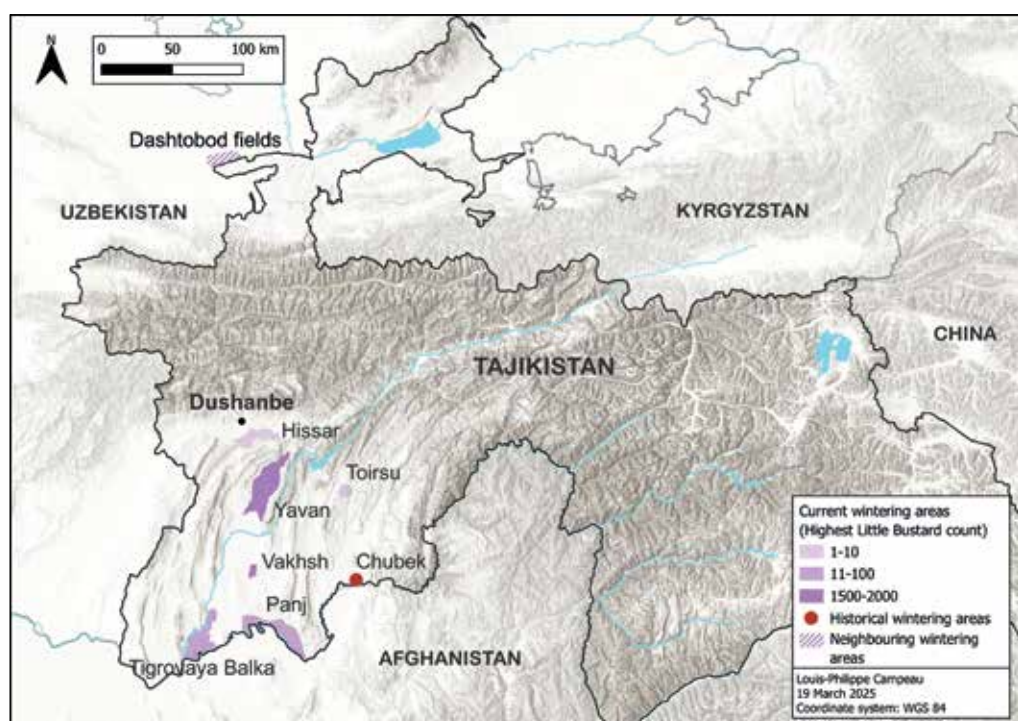 N
0 50 100 km
Dashtobod fields
UZBEKISTAN
KYRGYZSTAN
CHINA
TAJIKISTAN
Dushanbe
Hissar
Toirsu
Yavan
Vakhsh
Chubek
Panj
Tigrovaya Balka
AFGHANISTAN
Current wintering areas
(Highest Little Bustard count)
1-10
11-100
1500-2000
Historical wintering areas
Neighbouring wintering
areas
Louis-Philippe Campeau
19 March 2025
Coordinate system: WGS 84